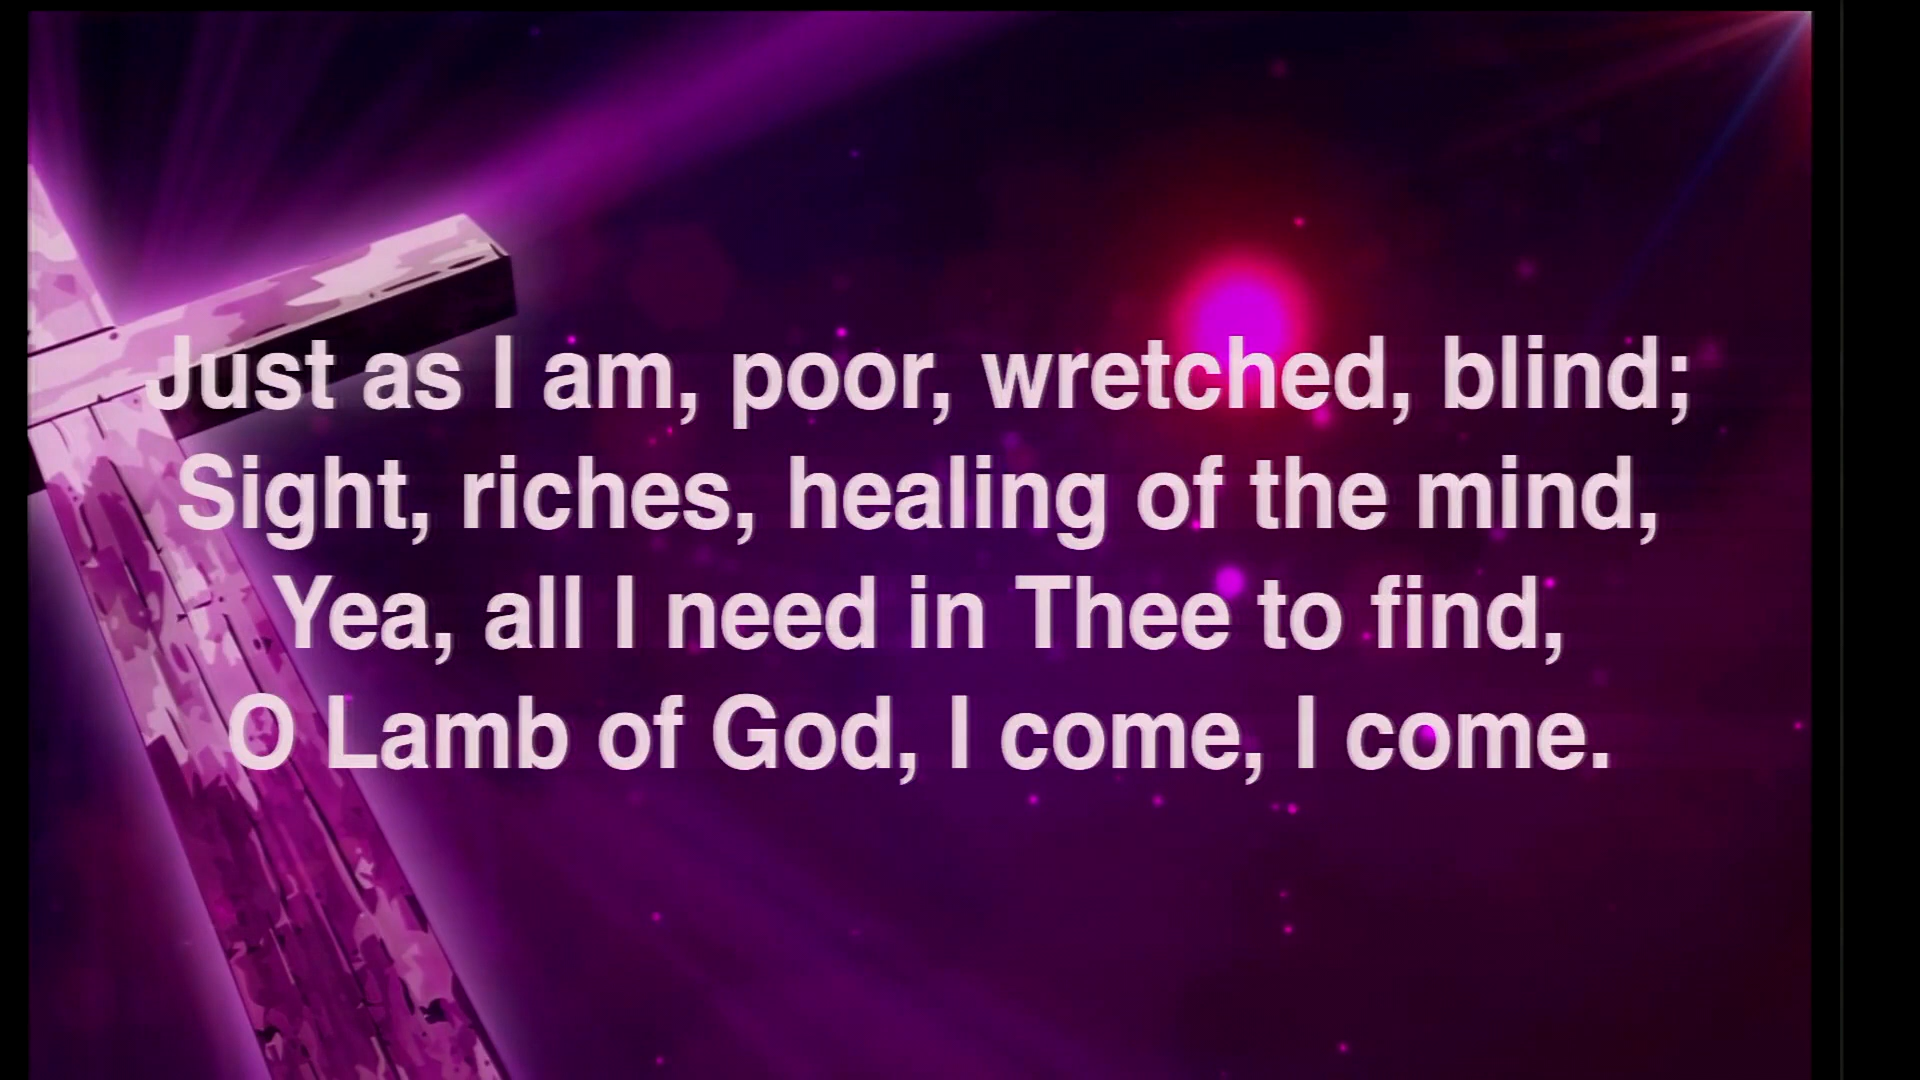 Just as I am, poor, wretched, blind;
Sight, riches, healing of the mind,
Yea, all I need in Thee to find,
O Lamb of God, I come, I come.